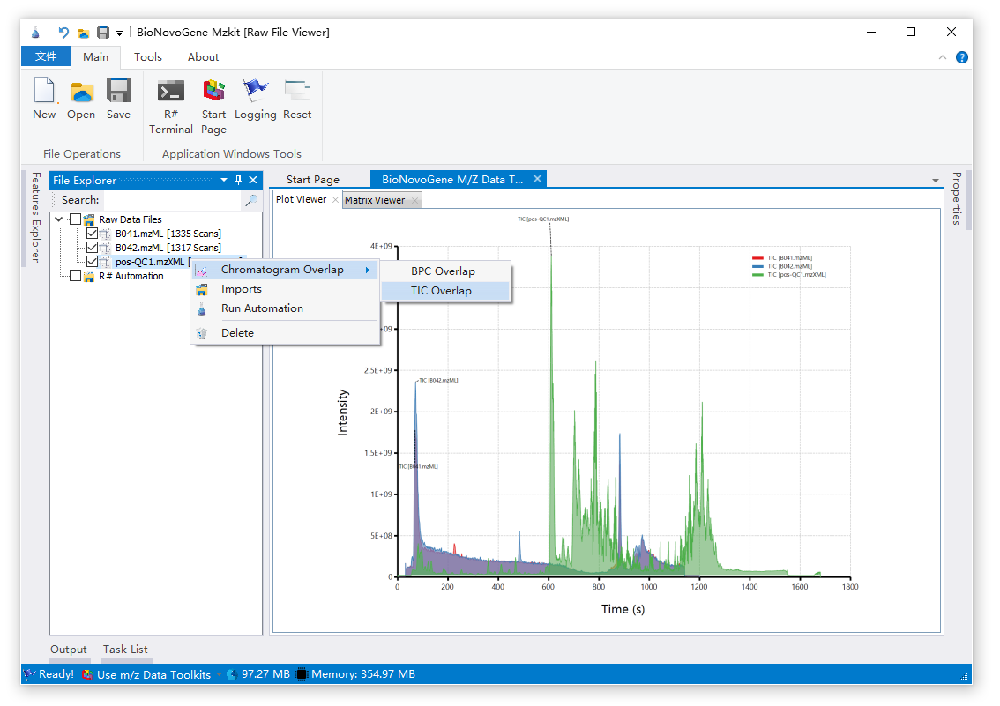 BioNovoGene Mzkit [Raw File Viewer]
文件 Main Tools About
New Open Save R# Terminal Start Page Logging Reset
File Operations Application Windows Tools
Features Explorer
File Explorer
Search:
Raw Data Files
B041.mzML [1335 Scans]
B042.mzML [1317 Scans]
pos-QC1.mzXML [
R# Automation
Chromatogram Overlap
Imports
Run Automation
Delete
BPC Overlap
TIC Overlap
Start Page BioNovoGene M/Z Data T...
Plot Viewer Matrix Viewer
Properties
TIC [pos-QC1.mzXML]
TIC [B041.mzML]
TIC [B042.mzML]
TIC [pos-QC1.mzXML]
4E+09
E+09
2.5E+09
TIC [B042.mzML]
2E+09
1.5E+09
TIC [B041.mzML]
1E+09
5E+08
0
Intensity
0 200 400 600 800 1000 1200 1400 1600 1800
Time (s)
Output Task List
Ready! Use m/z Data Toolkits 97.27 MB Memory: 354.97 MB